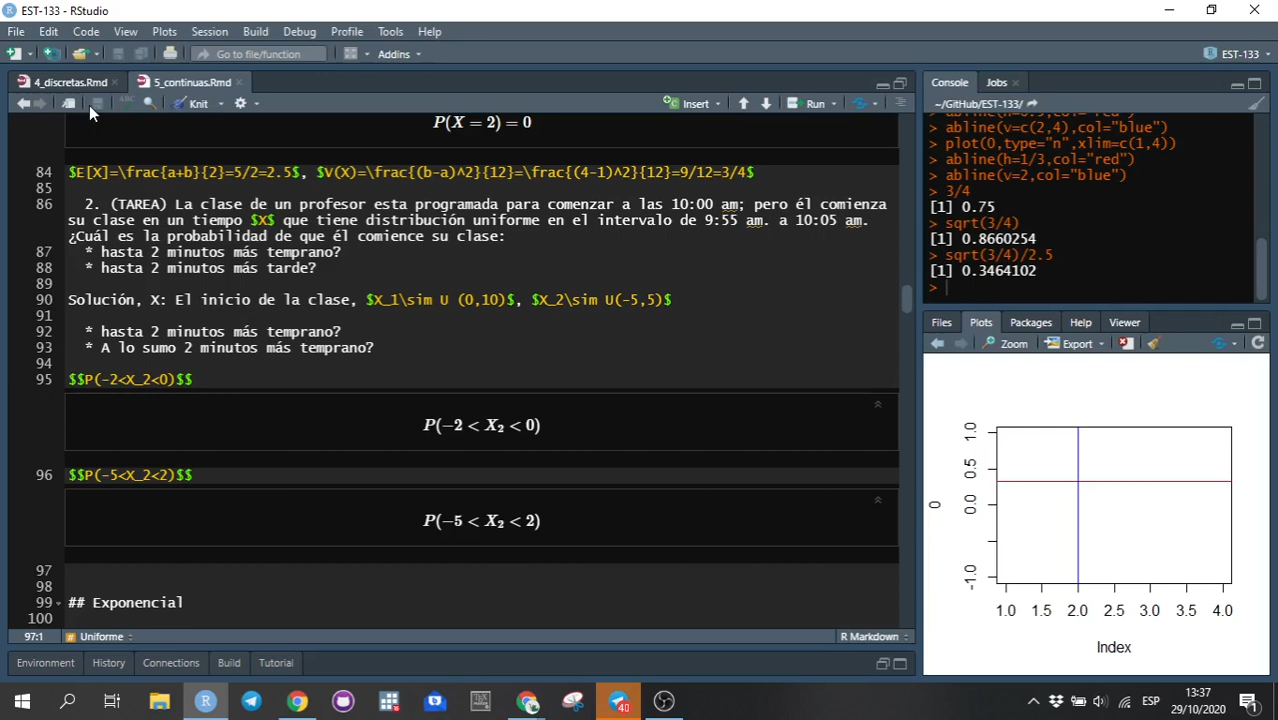 EST-133 - RStudio
File Edit Code View Plots Session Build Debug Profile Tools Help
Go to file/function Addins EST-133
4_discretas.Rmd 5_continuas.Rmd
ABC Knit Insert Run
P(X = 2) = 0
84 $E[X]=\frac{a+b}{2}=5/2=2.5$, $V(X)=\frac{(b-a)^2}{12}=\frac{(4-1)^2}{12}=9/12=3/4$
85
86 2. (TAREA) La clase de un profesor esta programada para comenzar a las 10:00 am; pero él comienza
su clase en un tiempo $X$ que tiene distribución uniforme en el intervalo de 9:55 am. a 10:05 am.
¿Cuál es la probabilidad de que él comience su clase:
87 * hasta 2 minutos más temprano?
88 * hasta 2 minutos más tarde?
89
90 Solución, X: El inicio de la clase, $X_1\sim U (0,10)$, $X_2\sim U(-5,5)$
91
92 * hasta 2 minutos más temprano?
93 * A lo sumo 2 minutos más temprano?
94
95 $$P(-2<X_2<0)$$
P(−2 < X₂ < 0)
96 $$P(-5<X_2<2)$$
P(−5 < X₂ < 2)
97
98
99 ## Exponencial
100
97:1 # Uniforme R Markdown
Environment History Connections Build Tutorial
Console Jobs
~/GitHub/EST-133/
> abline(h=0.5,col="red")
> abline(v=c(2,4),col="blue")
> plot(0,type="n",xlim=c(1,4))
> abline(h=1/3,col="red")
> abline(v=2,col="blue")
> 3/4
[1] 0.75
> sqrt(3/4)
[1] 0.8660254
> sqrt(3/4)/2.5
[1] 0.3464102
>
Files Plots Packages Help Viewer
Zoom Export
1.0
0.5
0.0
-1.0
0
1.0 1.5 2.0 2.5 3.0 3.5 4.0
Index
40 ESP 13:37
29/10/2020 1